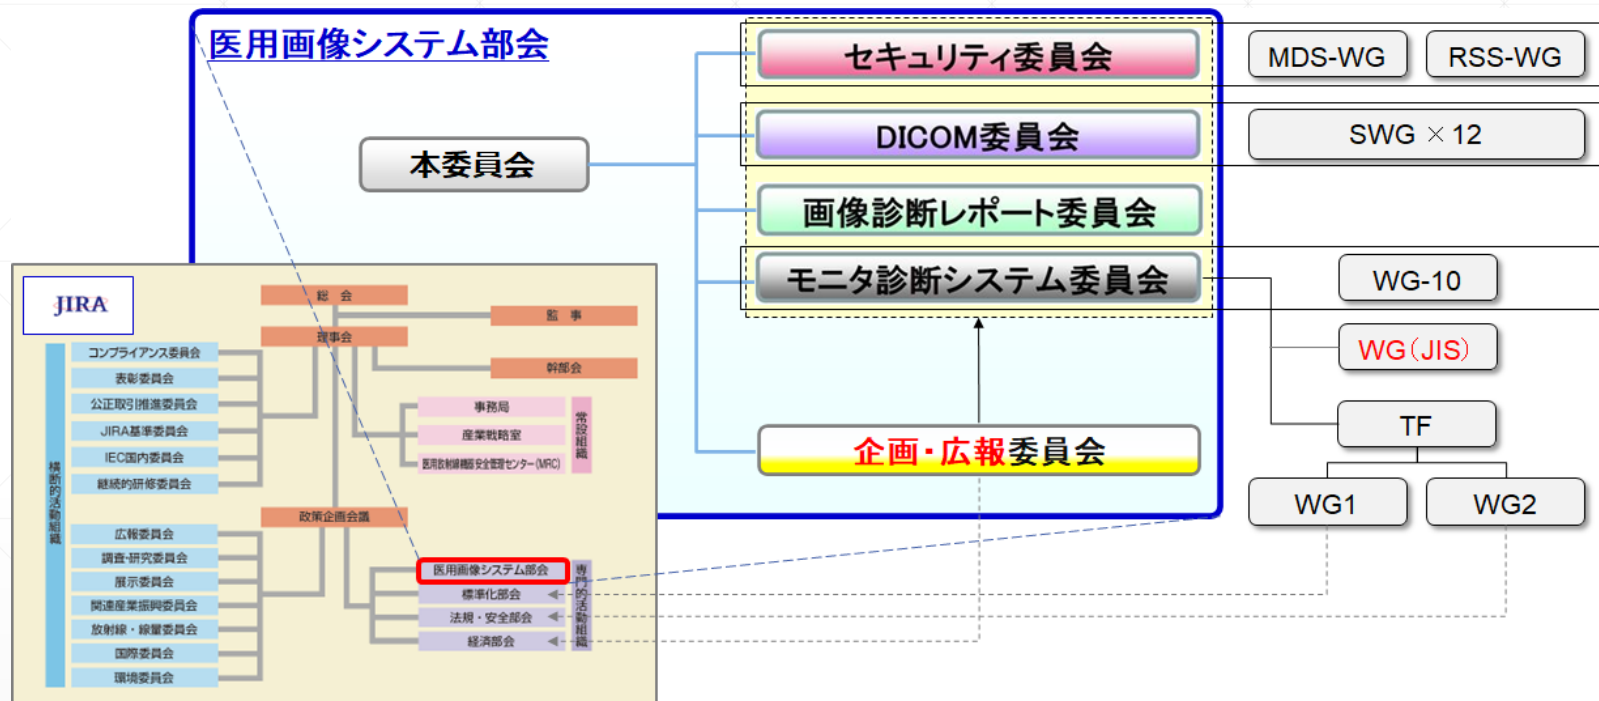 医用画像システム部会
本委員会
セキュリティ委員会
DICOM委員会
画像診断レポート委員会
モニタ診断システム委員会
企画・広報委員会
MDS-WG
RSS-WG
SWG × 12
WG-10
WG(JIS)
TF
WG1
WG2
JIRA
総 会
監 事
理事会
幹部会
コンプライアンス委員会
表彰委員会
公正取引推進委員会
JIRA基準委員会
IEC国内委員会
継続的研修委員会
横断的活動組織
事務局
産業戦略室
医用放射線機器安全管理センター(MRC)
常設組織
政策企画会議
広報委員会
調査・研究委員会
展示委員会
関連産業振興委員会
放射線・線量委員会
国際委員会
環境委員会
医用画像システム部会
標準化部会
法規・安全部会
経済部会
専門的活動組織